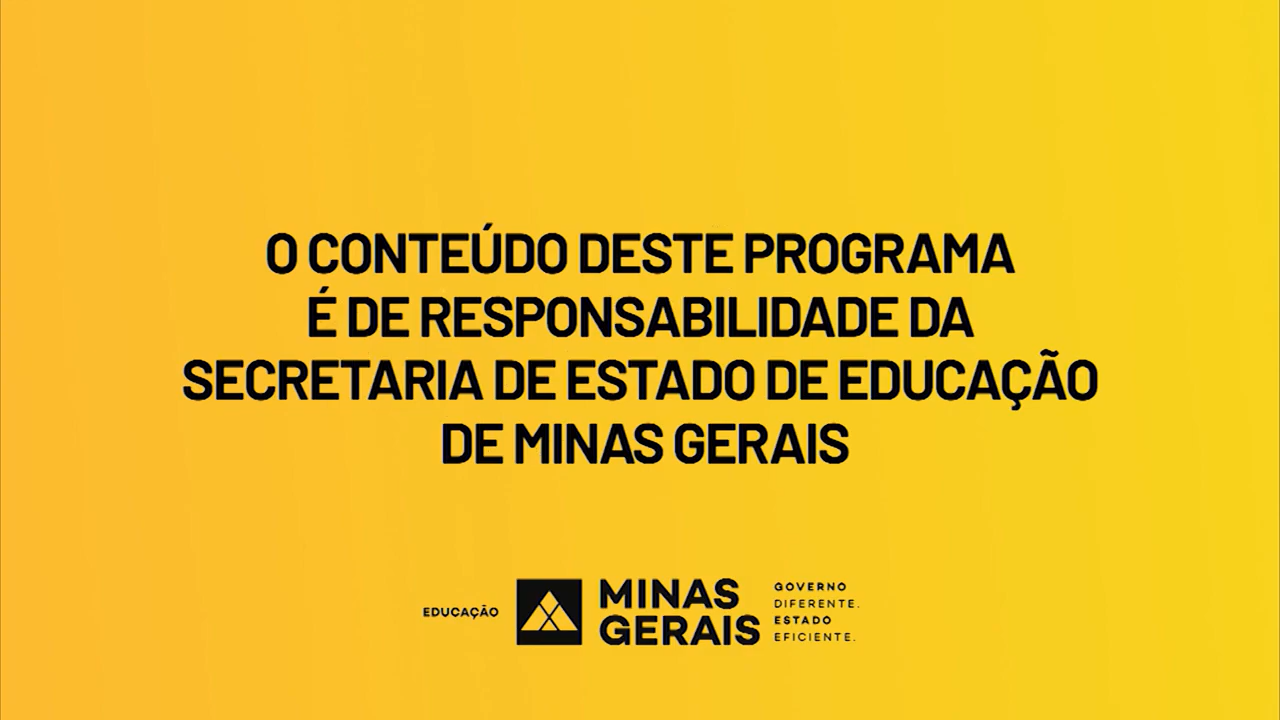 O CONTEÚDO DESTE PROGRAMA
É DE RESPONSABILIDADE DA
SECRETARIA DE ESTADO DE EDUCAÇÃO
DE MINAS GERAIS
EDUCAÇÃO
MINAS
GERAIS
GOVERNO
DIFERENTE.
ESTADO
EFICIENTE.